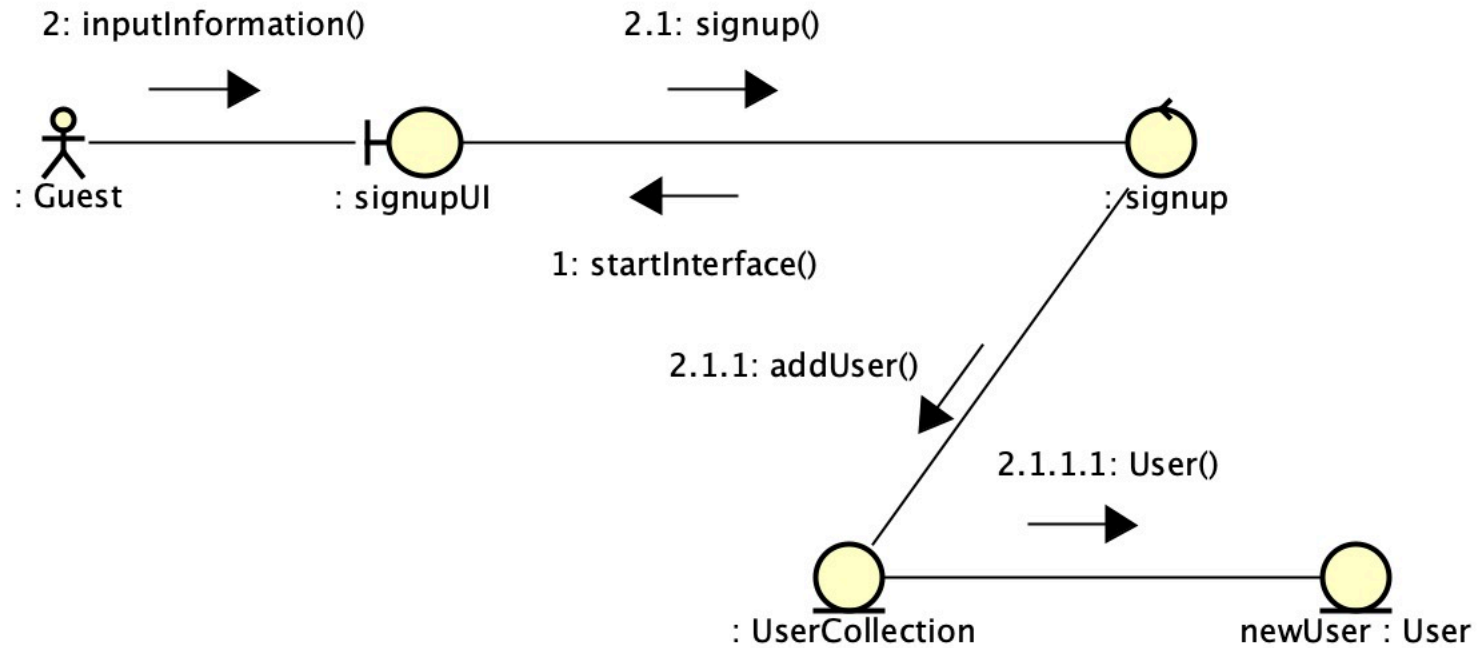 2: inputInformation()
2.1: signup()
: Guest
: signupUI
: signup
1: startInterface()
2.1.1: addUser()
2.1.1.1: User()
: UserCollection
newUser : User